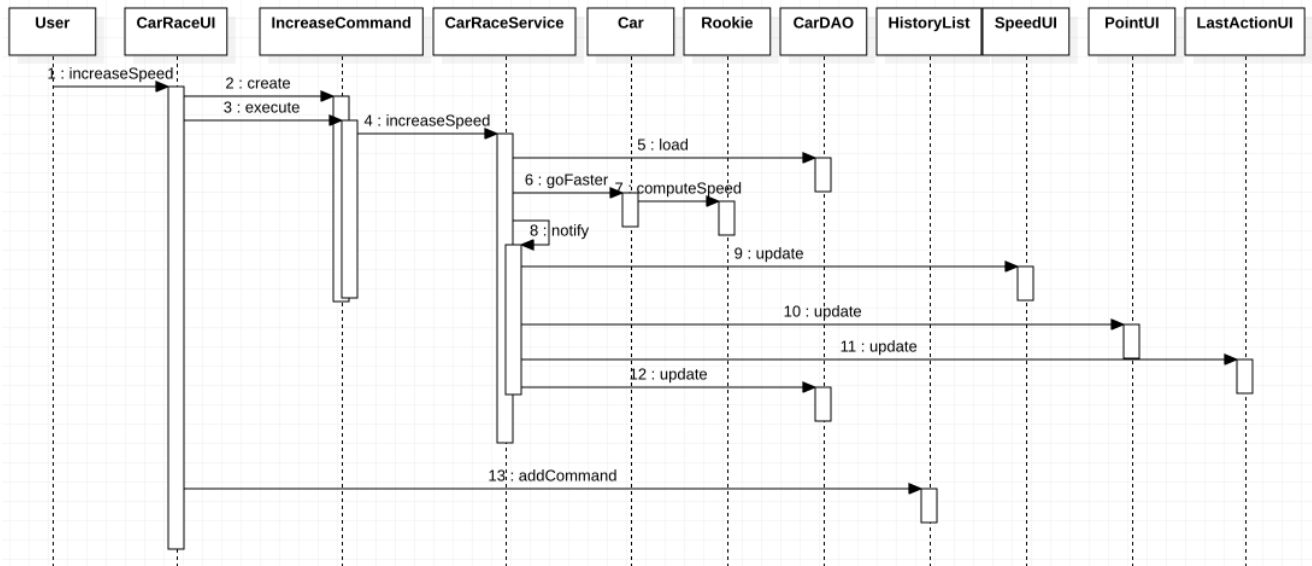 User
CarRaceUI
IncreaseCommand
CarRaceService
Car
Rookie
CarDAO
HistoryList
SpeedUI
PointUI
LastActionUI
1 : increaseSpeed
2 : create
3 : execute
4 : increaseSpeed
5 : load
6 : goFaster
7 : computeSpeed
8 : notify
9 : update
10 : update
11 : update
12 : update
13 : addCommand